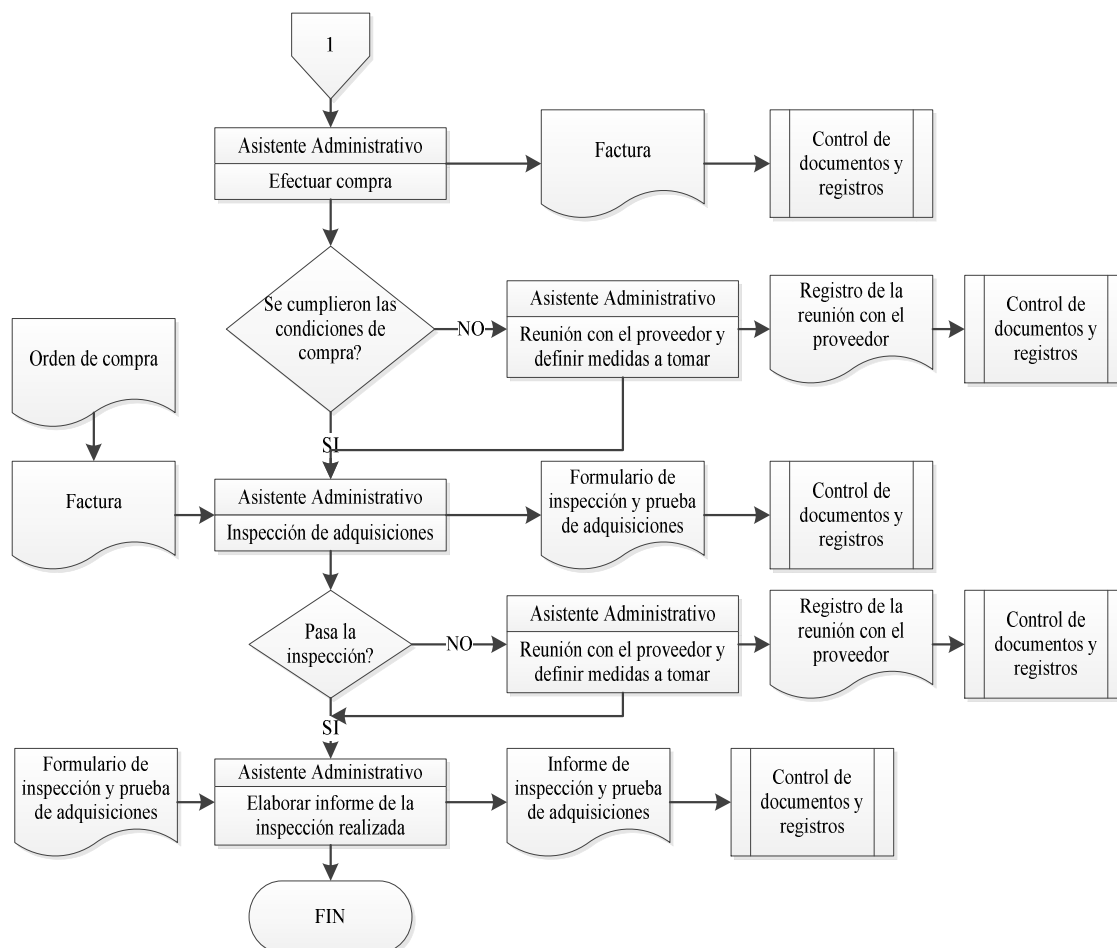 1
Asistente Administrativo
Efectuar compra
Factura
Control de
documentos y
registros
Se cumplieron las
condiciones de
compra?
NO
Asistente Administrativo
Reunión con el proveedor y
definir medidas a tomar
Registro de la
reunión con el
proveedor
Control de
documentos y
registros
Orden de compra
SI
Factura
Asistente Administrativo
Inspección de adquisiciones
Formulario de
inspección y prueba
de adquisiciones
Control de
documentos y
registros
Pasa la
inspección?
NO
Asistente Administrativo
Reunión con el proveedor y
definir medidas a tomar
Registro de la
reunión con el
proveedor
Control de
documentos y
registros
SI
Formulario de
inspección y prueba
de adquisiciones
Asistente Administrativo
Elaborar informe de la
inspección realizada
Informe de
inspección y prueba
de adquisiciones
Control de
documentos y
registros
FIN